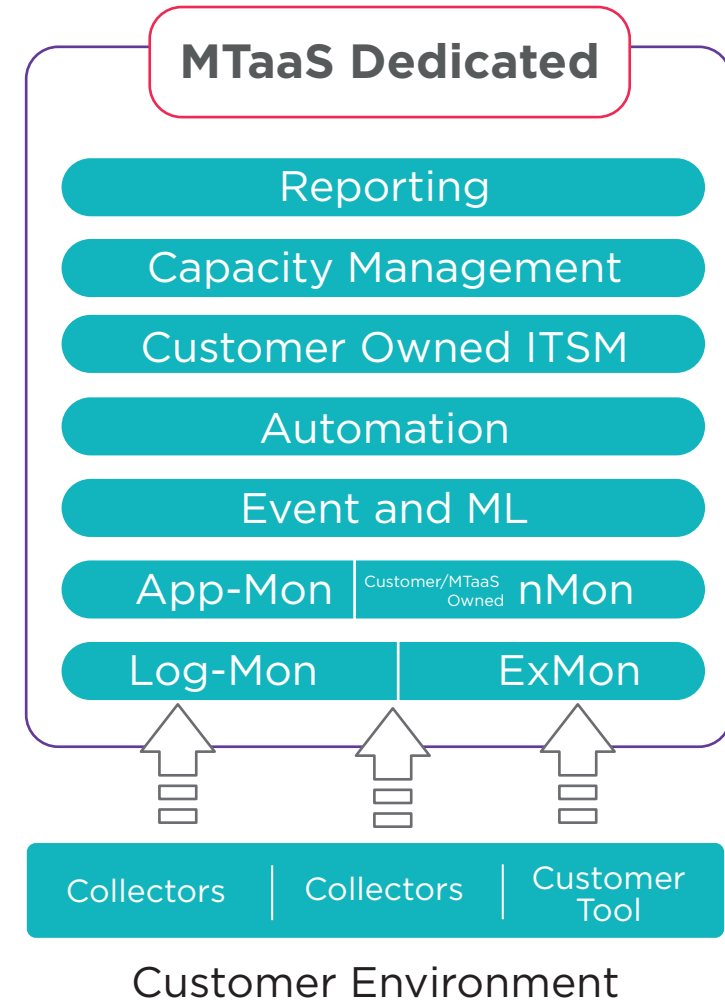 MTaaS Dedicated
Reporting
Capacity Management
Customer Owned ITSM
Automation
Event and ML
App-Mon
Customer/MTaaS
Owned
nMon
Log-Mon
ExMon
Collectors
Collectors
Customer
Tool
Customer Environment